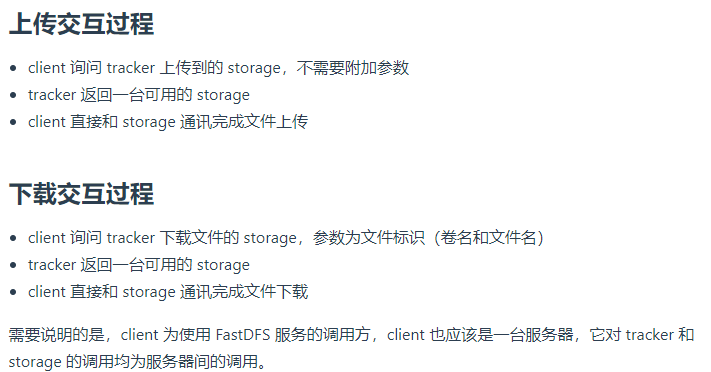 上传交互过程
• client 询问 tracker 上传到的 storage，不需要附加参数
• tracker 返回一台可用的 storage
• client 直接和 storage 通讯完成文件上传
下载交互过程
• client 询问 tracker 下载文件的 storage，参数为文件标识（卷名和文件名）
• tracker 返回一台可用的 storage
• client 直接和 storage 通讯完成文件下载
需要说明的是，client 为使用 FastDFS 服务的调用方，client 也应该是一台服务器，它对 tracker 和
storage 的调用均为服务器间的调用。